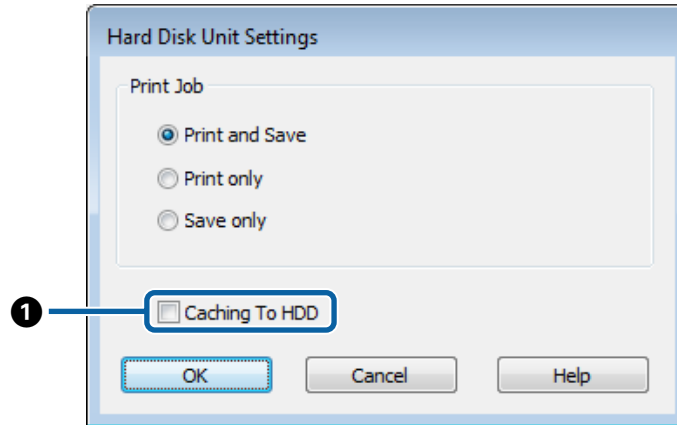 Hard Disk Unit Settings
Print Job
Print and Save
Print only
Save only
1 Caching To HDD
OK Cancel Help